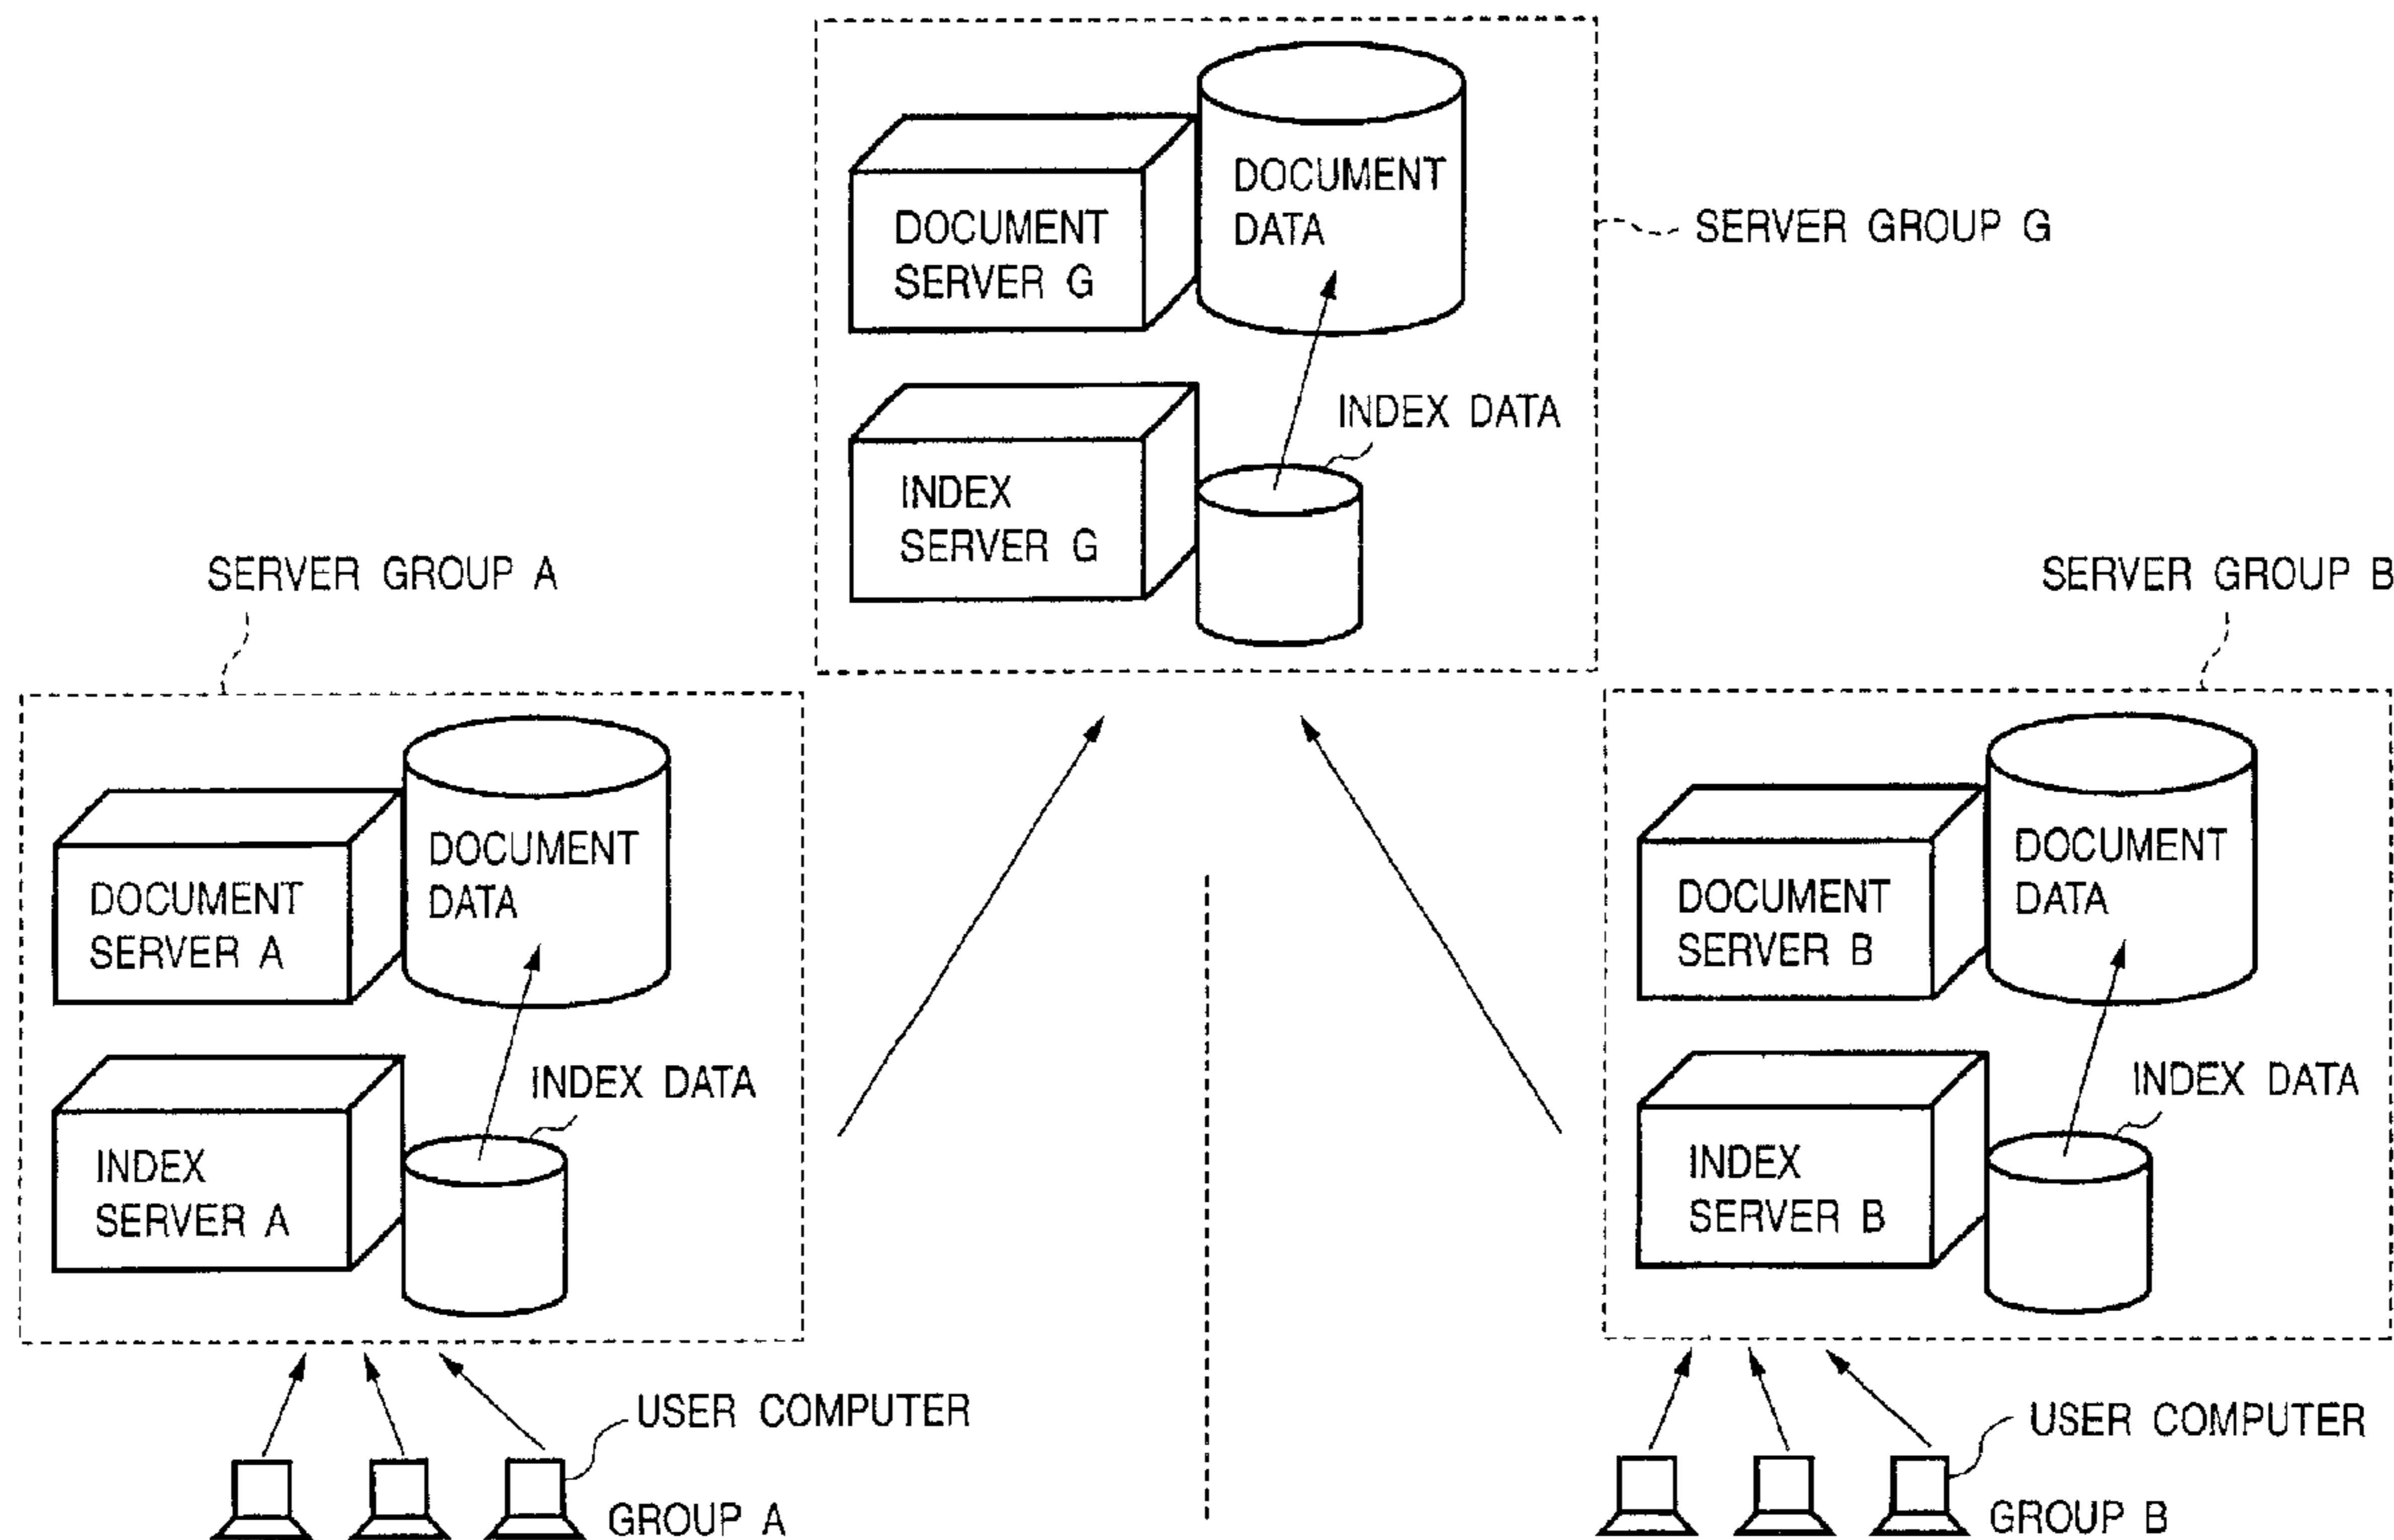 DOCUMENT
DATA
DOCUMENT
SERVER G
SERVER GROUP G
INDEX DATA
INDEX
SERVER G
SERVER GROUP A
SERVER GROUP B
DOCUMENT
DATA
DOCUMENT
SERVER A
INDEX DATA
INDEX
SERVER A
DOCUMENT
DATA
DOCUMENT
SERVER B
INDEX DATA
INDEX
SERVER B
USER COMPUTER
GROUP A
USER COMPUTER
GROUP B